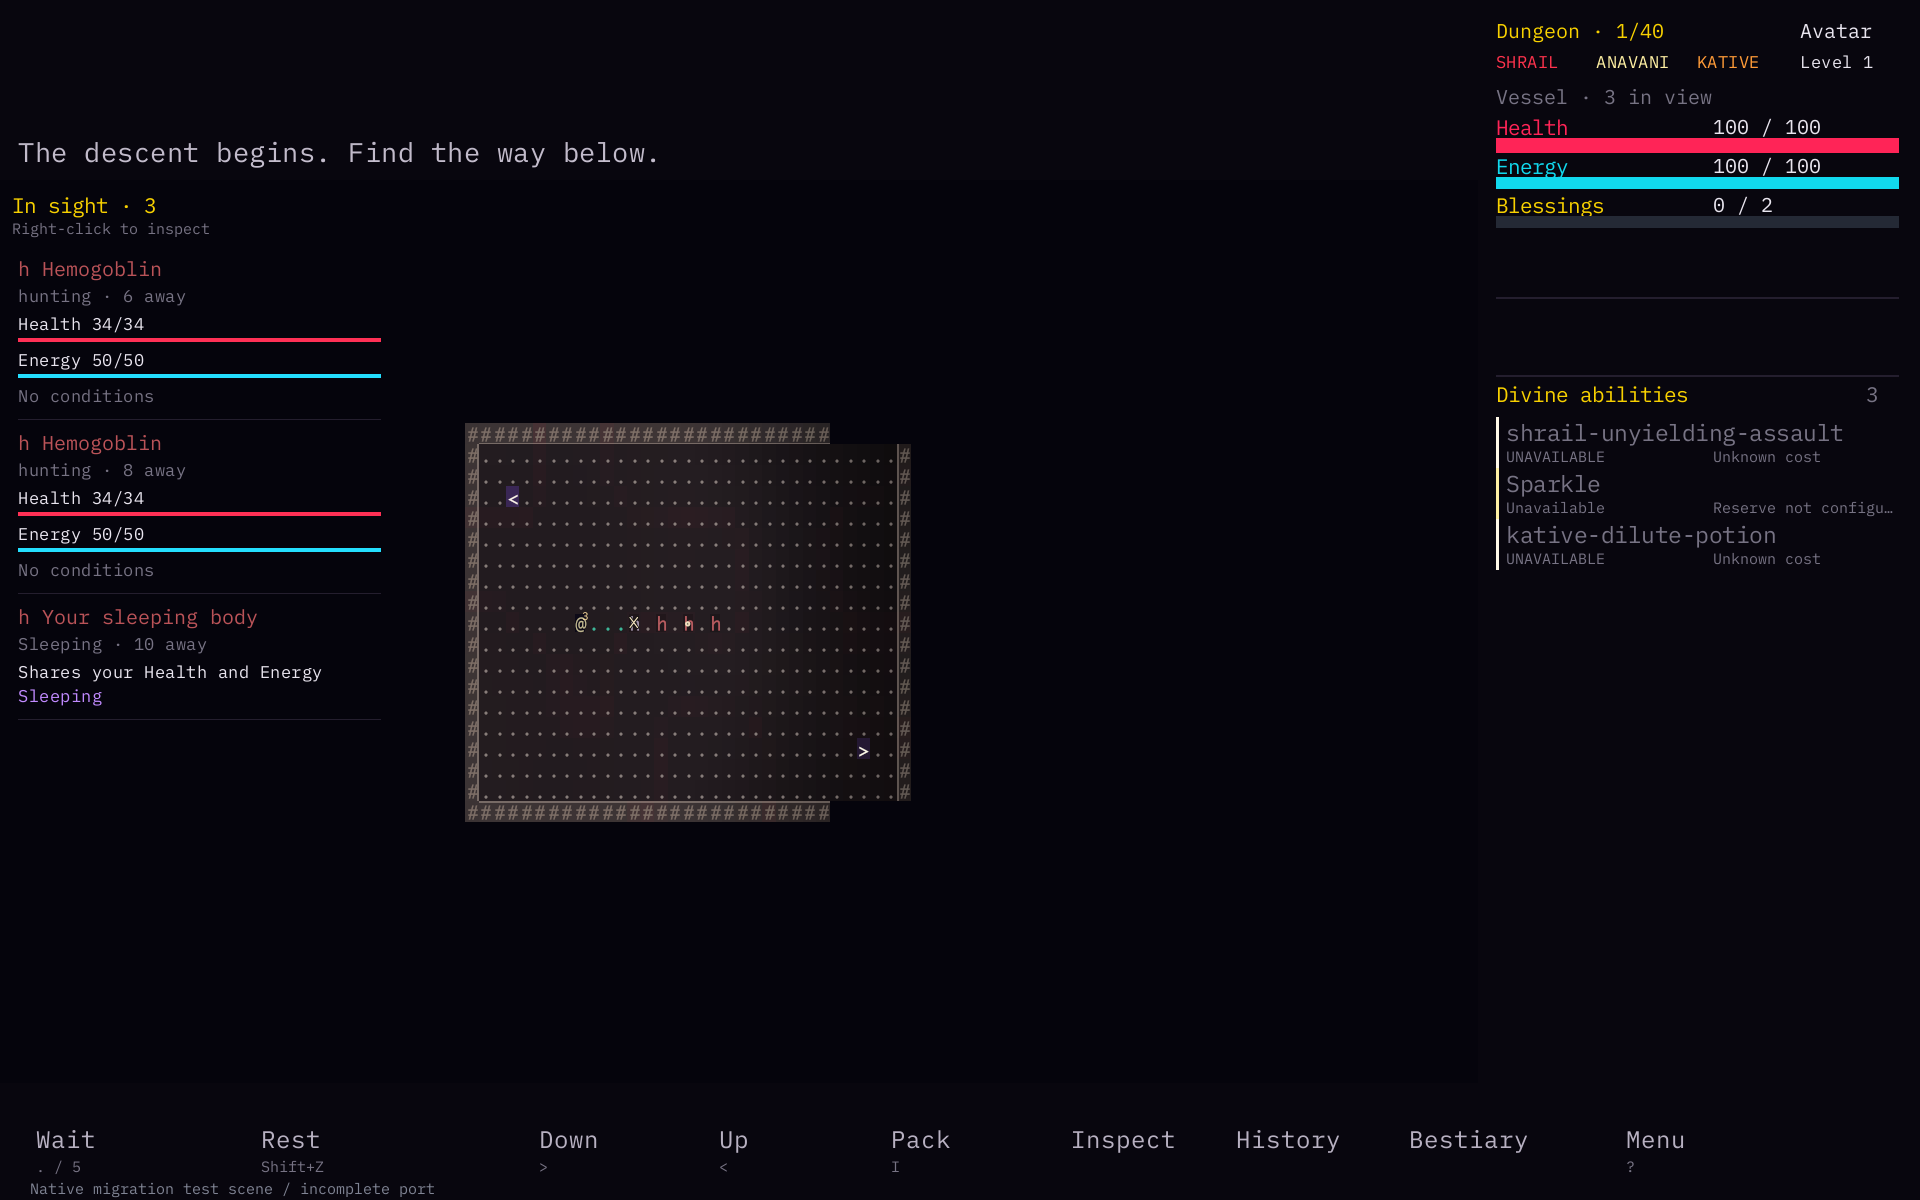 The descent begins. Find the way below.
In sight · 3
Right-click to inspect
h Hemogoblin
hunting · 6 away
Health 34/34
Energy 50/50
No conditions
h Hemogoblin
hunting · 8 away
Health 34/34
Energy 50/50
No conditions
h Your sleeping body
Sleeping · 10 away
Shares your Health and Energy
Sleeping
###########################
<
@3...X.h.h.h
>
###########################
Dungeon · 1/40 Avatar
SHRAIL ANAVANI KATIVE Level 1
Vessel · 3 in view
Health 100 / 100
Energy 100 / 100
Blessings 0 / 2
Divine abilities 3
shrail-unyielding-assault
UNAVAILABLE Unknown cost
Sparkle
Unavailable Reserve not configu…
kative-dilute-potion
UNAVAILABLE Unknown cost
Wait Rest Down Up Pack Inspect History Bestiary Menu
. / 5 Shift+Z > < I ?
Native migration test scene / incomplete port